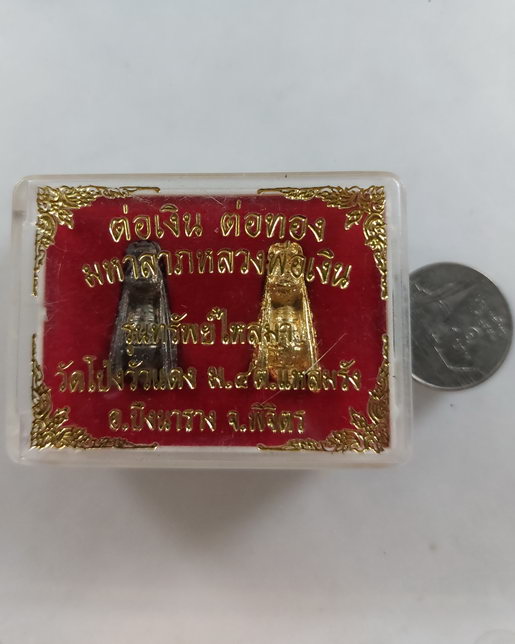 ต่อเงิน ต่อทอง
มหาลาภหลวงพ่อเงิน
รุ่นทรัพย์ไหลมา
วัดโป่งวัวแดง ม.๔ต.แหลมรัง
อ.บึงนาราง จ.พิจิตร